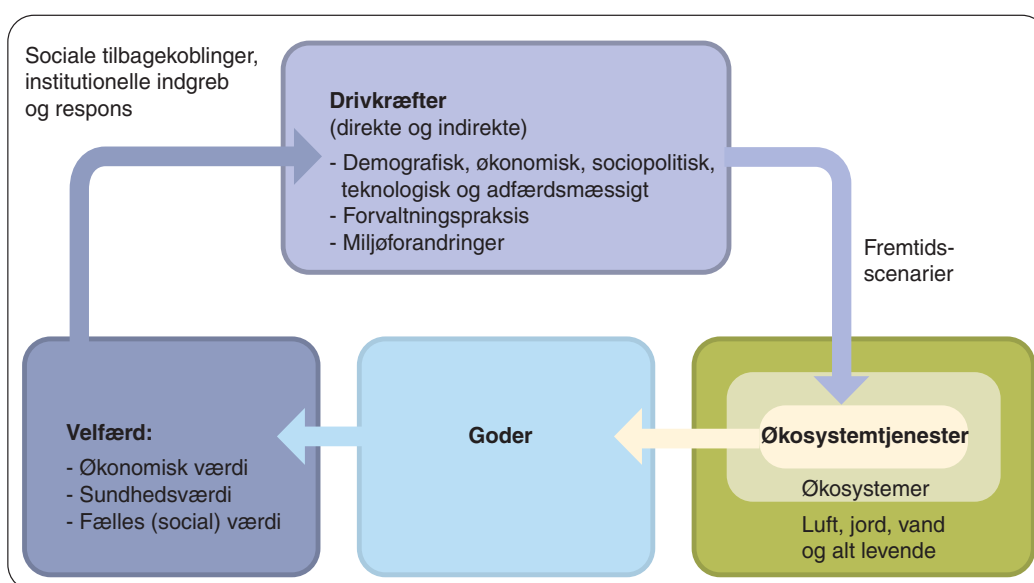 Sociale tilbagekoblinger,
institutionelle indgreb
og respons
Drivkræfter
(direkte og indirekte)
- Demografisk, økonomisk, sociopolitisk,
teknologisk og adfærdsmæssigt
- Forvaltningspraksis
- Miljøforandringer
Fremtids-
scenarier
Velfærd:
- Økonomisk værdi
- Sundhedsværdi
- Fælles (social) værdi
Goder
Økosystemtjenester
Økosystemer
Luft, jord, vand
og alt levende